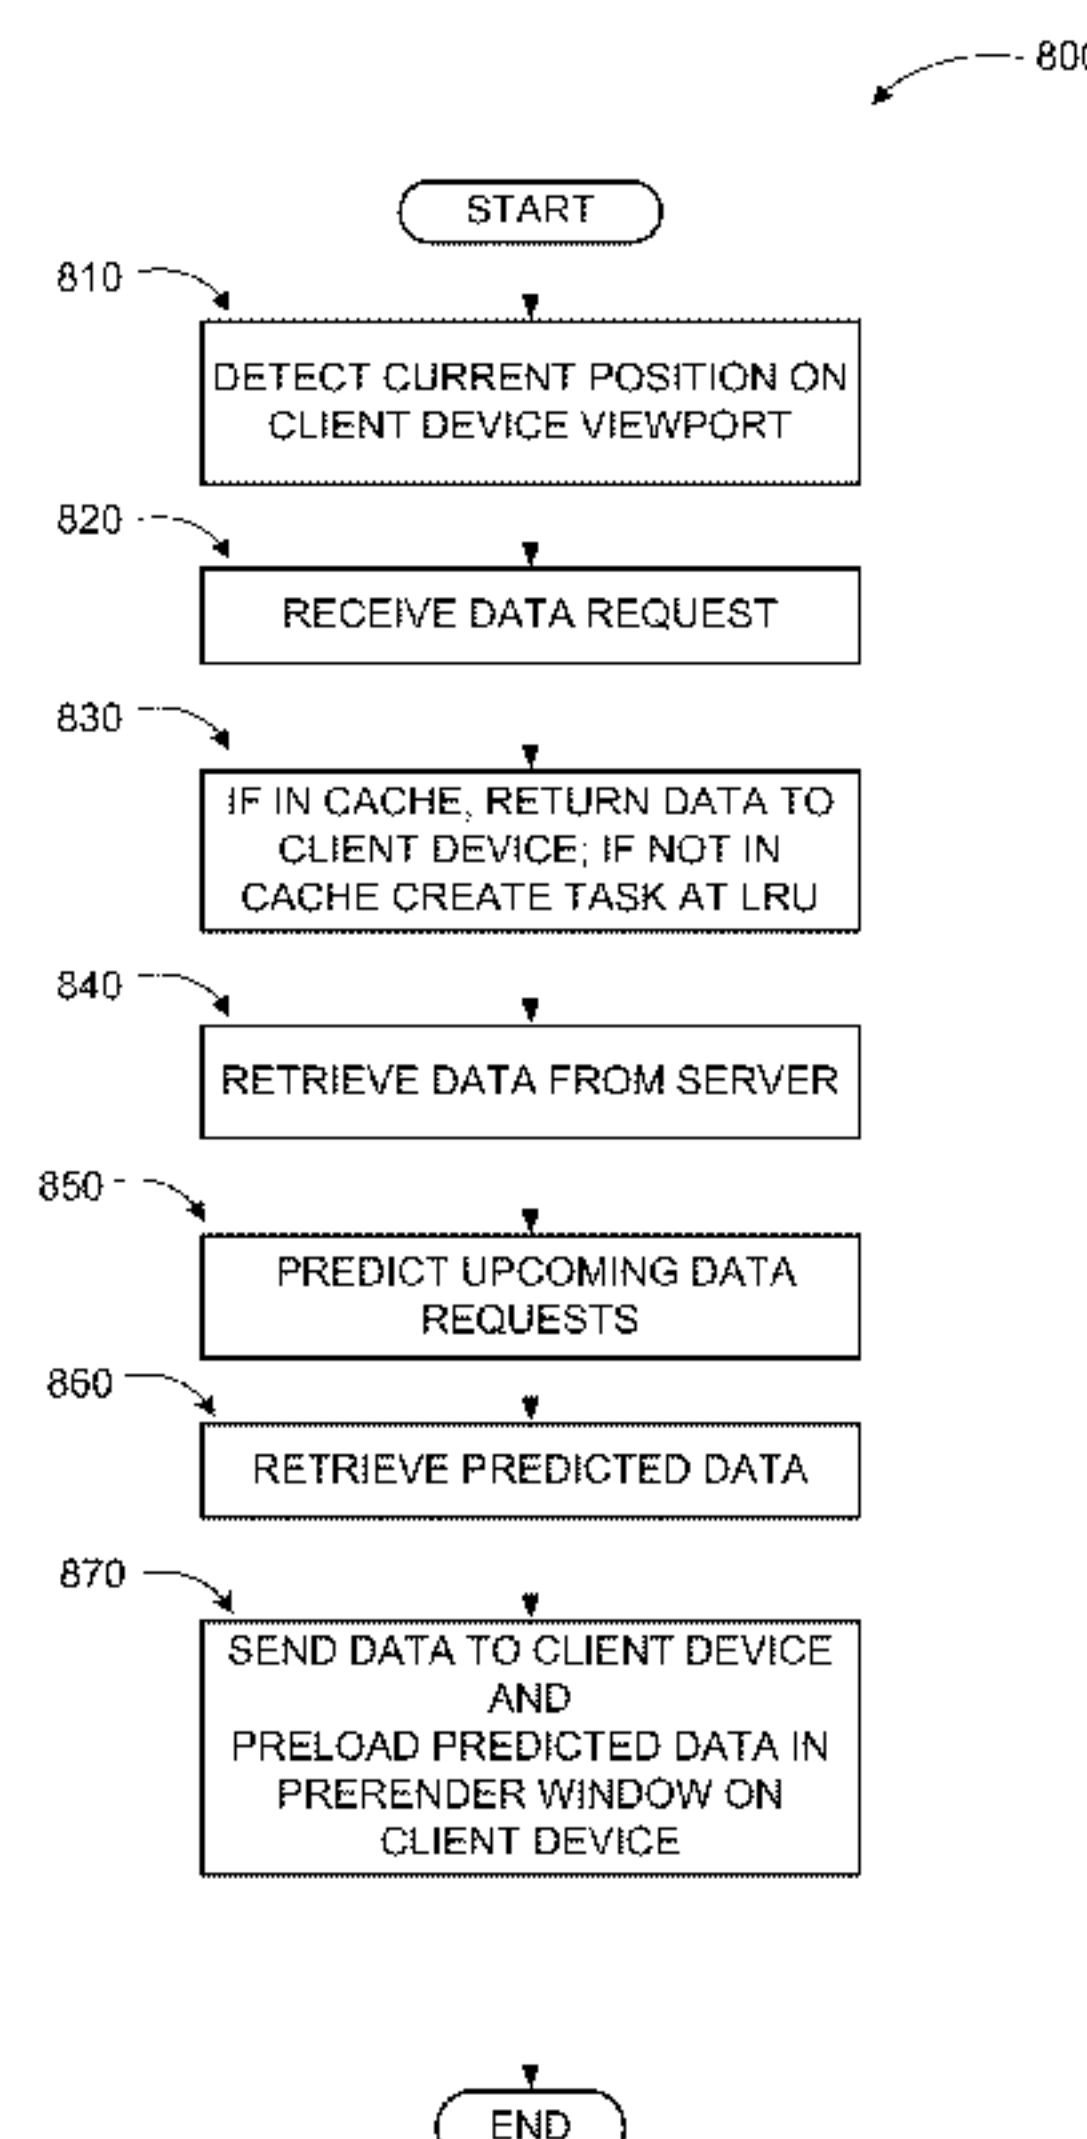 800
START
810
DETECT CURRENT POSITION ON
CLIENT DEVICE VIEWPORT
820
RECEIVE DATA REQUEST
830
IF IN CACHE, RETURN DATA TO
CLIENT DEVICE; IF NOT IN
CACHE CREATE TASK AT LRU
840
RETRIEVE DATA FROM SERVER
850
PREDICT UPCOMING DATA
REQUESTS
860
RETRIEVE PREDICTED DATA
870
SEND DATA TO CLIENT DEVICE
AND
PRELOAD PREDICTED DATA IN
PRERENDER WINDOW ON
CLIENT DEVICE
END